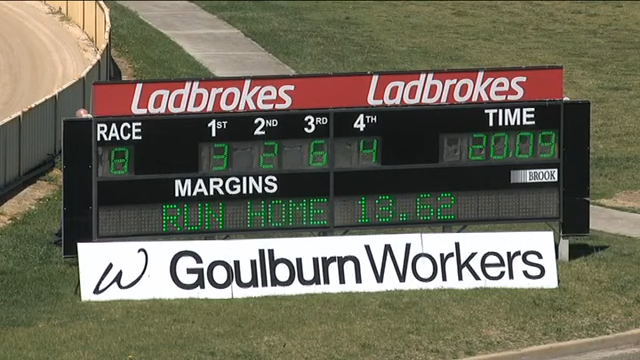 Ladbrokes Ladbrokes
RACE 1ST 2ND 3RD 4TH TIME
3 2 6 4 20.09
MARGINS BROOK
RUN HOME 13.62
W Goulburn Workers